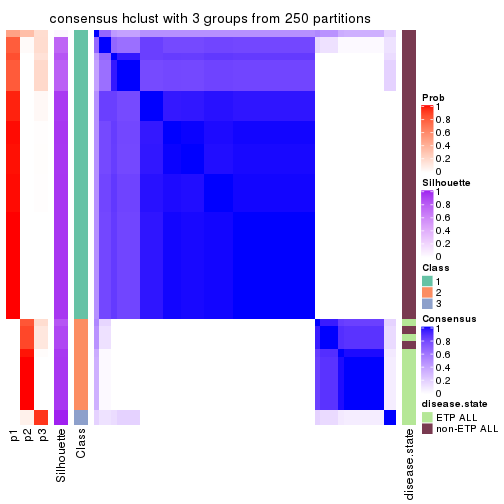 consensus hclust with 3 groups from 250 partitions
Prob
1
0.8
0.6
0.4
0.2
0
Silhouette
1
0.8
0.6
0.4
0.2
0
Class
1
2
3
Consensus
1
0.8
0.6
0.4
0.2
0
disease.state
ETP ALL
non-ETP ALL
p1
p2
p3
Silhouette
Class
disease.state